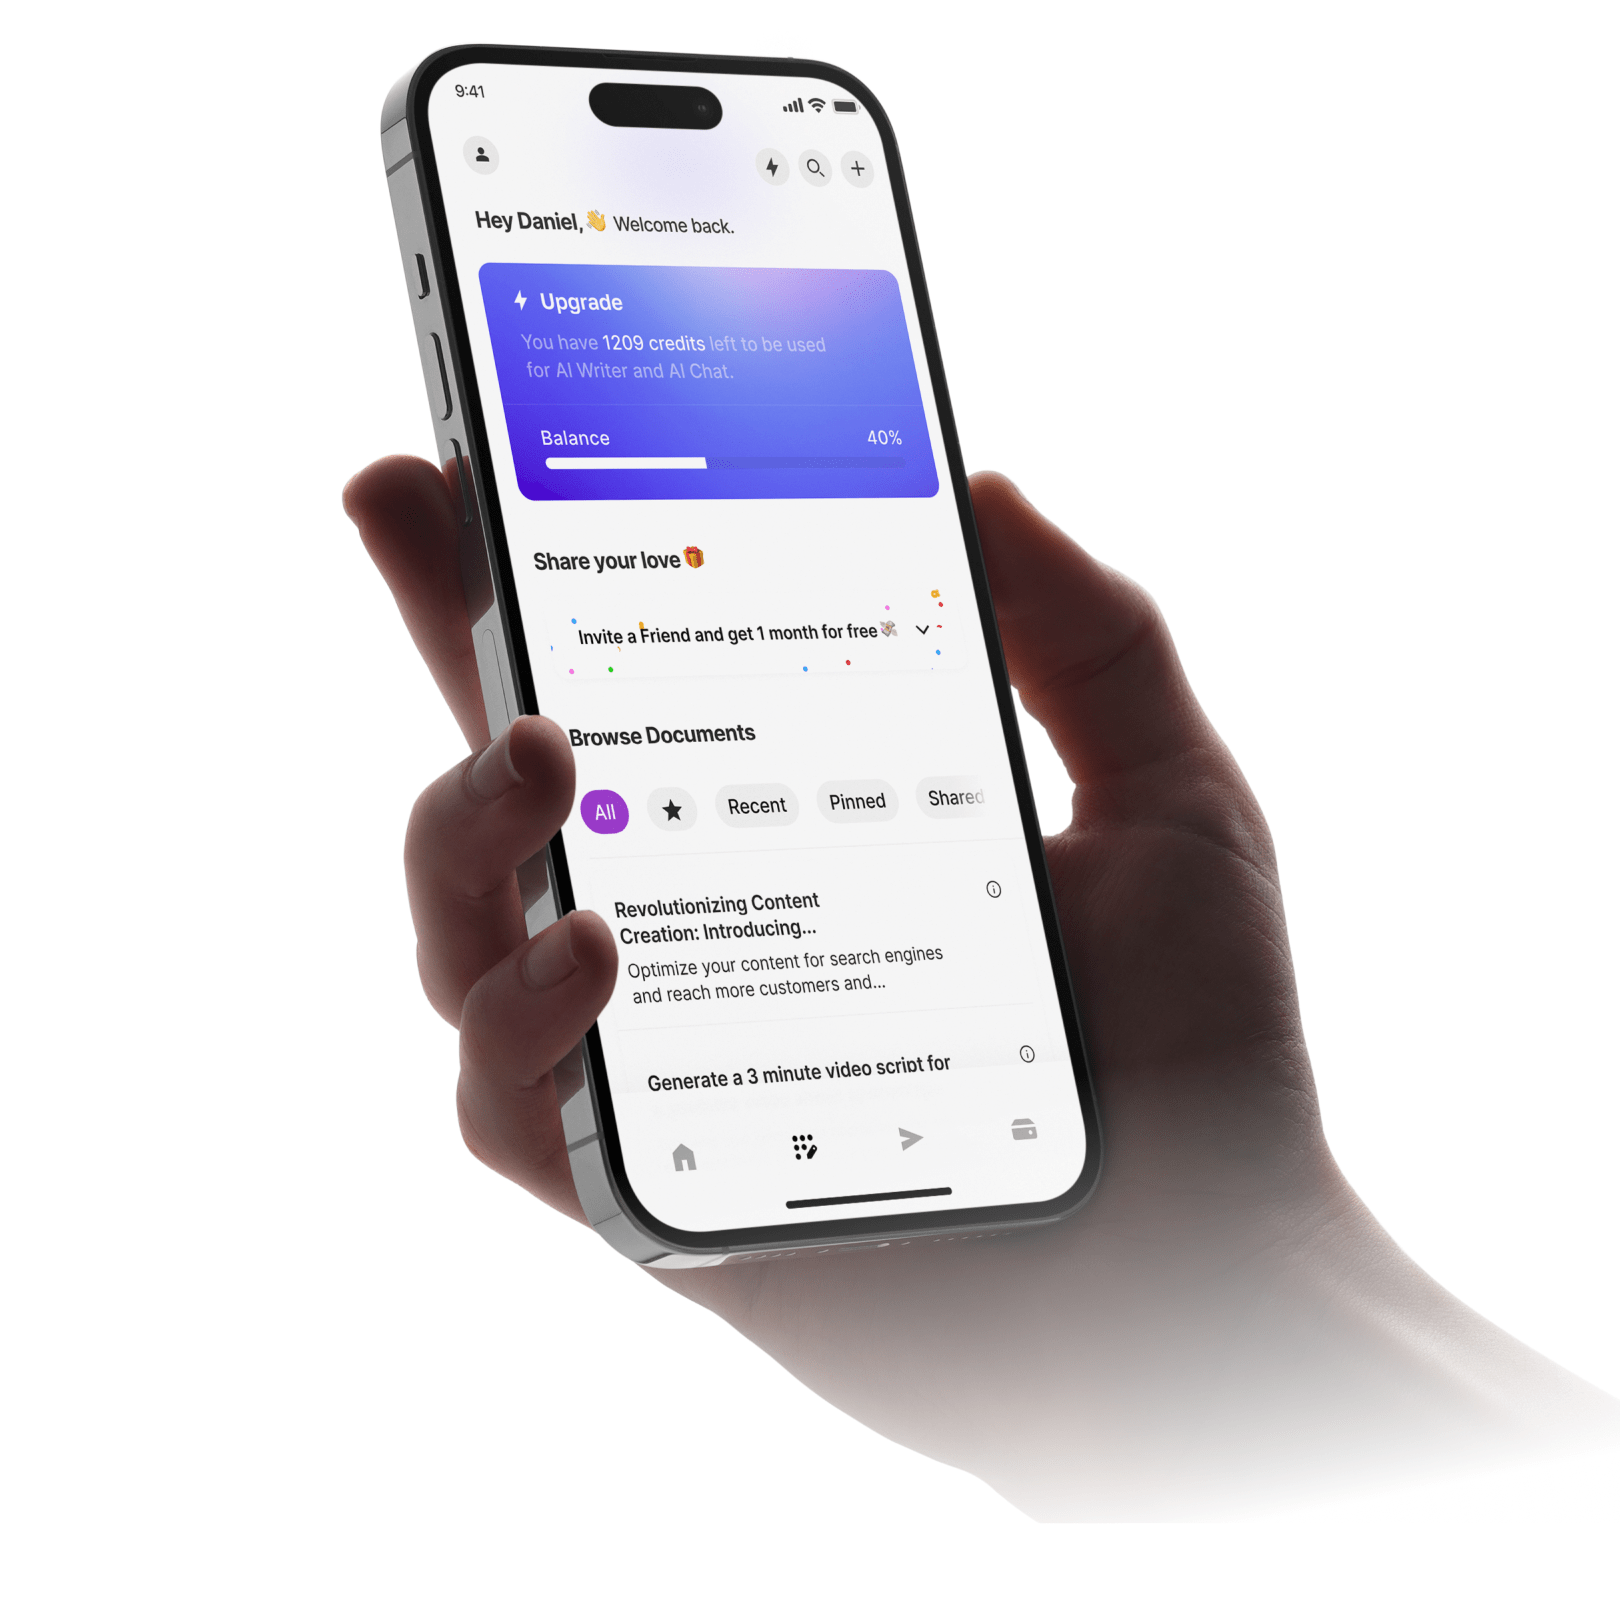 9:41
Hey Daniel,👋 Welcome back.
Upgrade
You have 1209 credits left to be used
for AI Writer and AI Chat.
Balance 40%
Share your love🎁
Invite a Friend and get 1 month for free💸
Browse Documents
All Recent Pinned Shared
Revolutionizing Content
Creation: Introducing...
Optimize your content for search engines
and reach more customers and...
Generate a 3 minute video script for